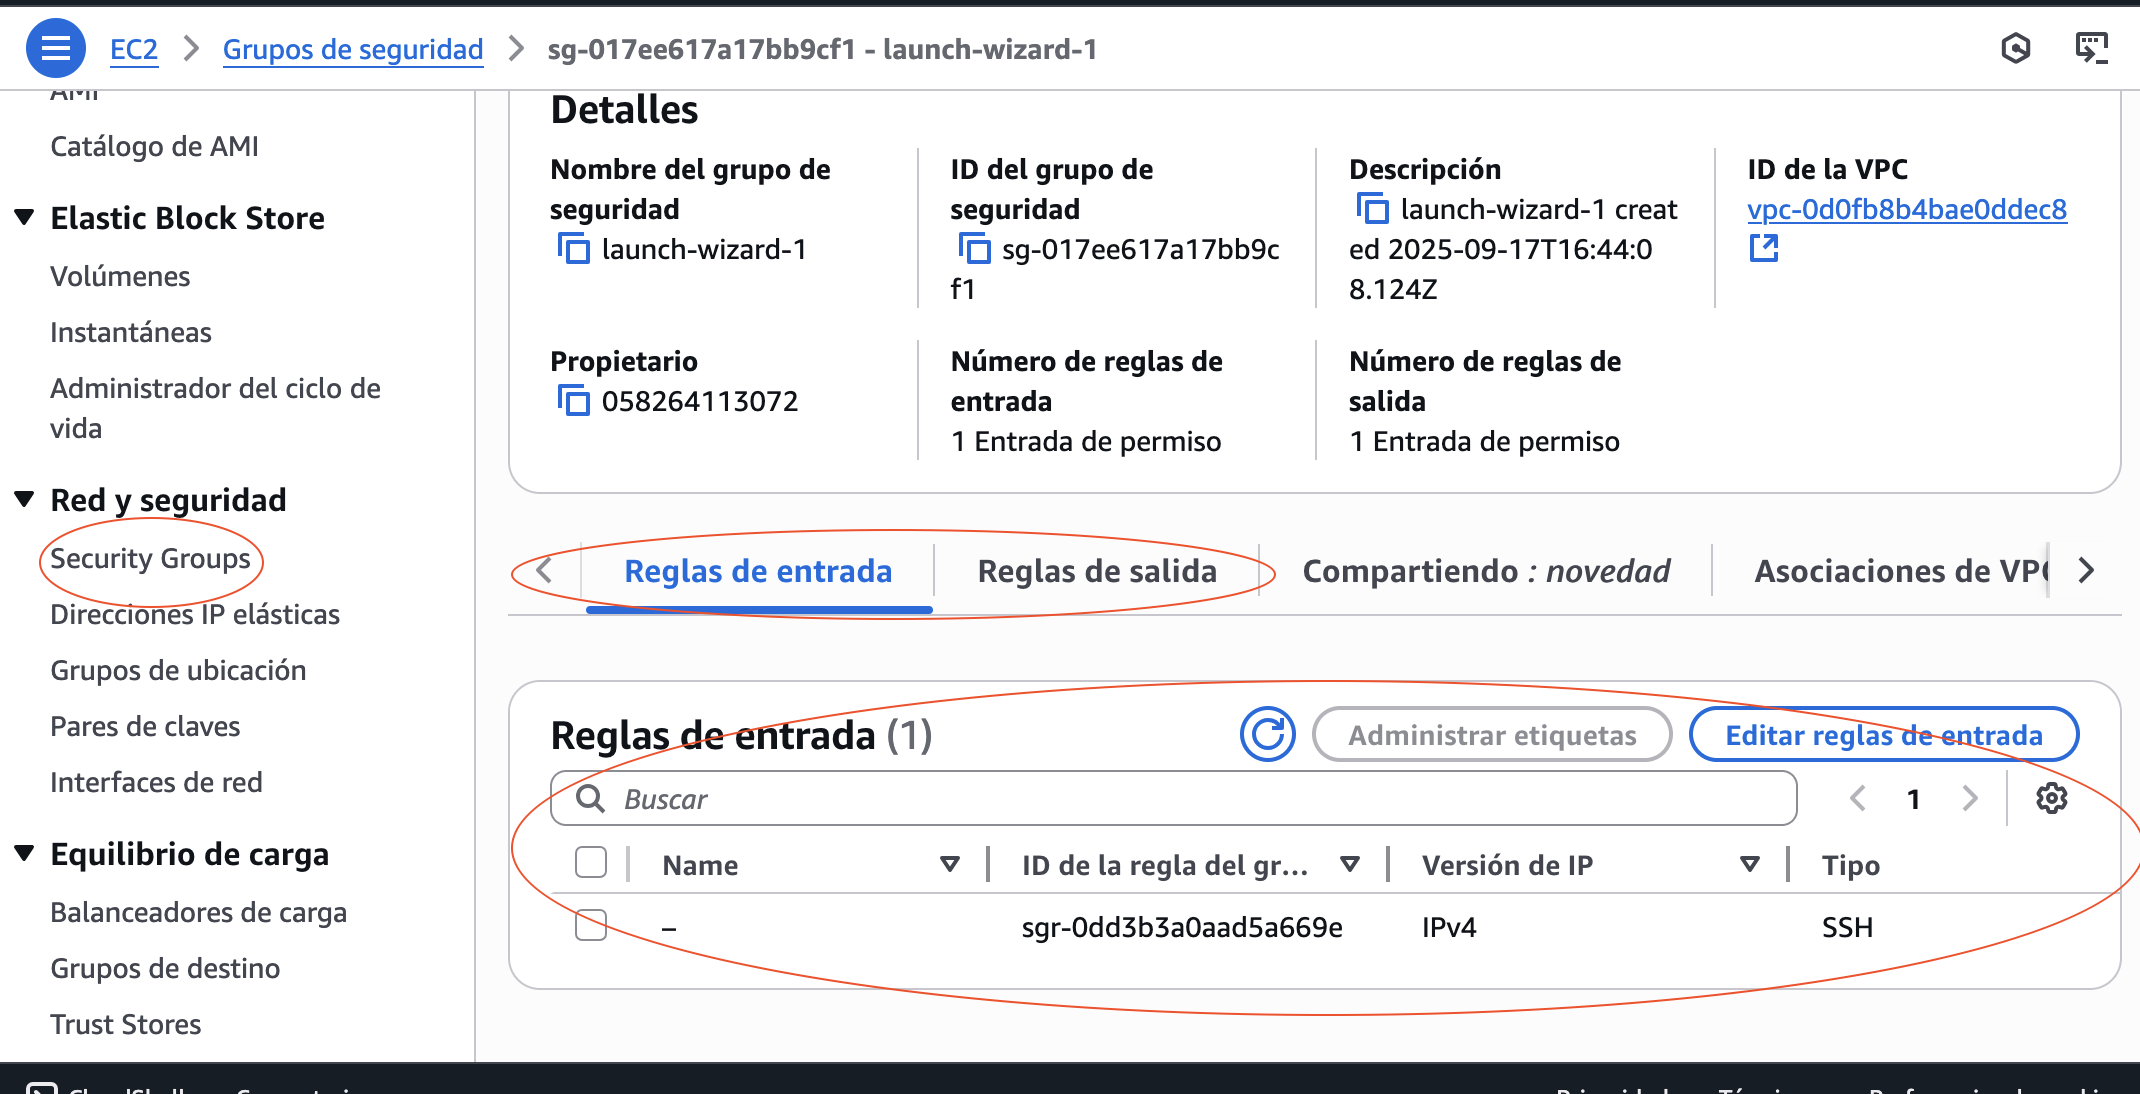 EC2 > Grupos de seguridad > sg-017ee617a17bb9cf1 - launch-wizard-1
AMI
Catálogo de AMI
Elastic Block Store
Volúmenes
Instantáneas
Administrador del ciclo de
vida
Red y seguridad
Security Groups
Direcciones IP elásticas
Grupos de ubicación
Pares de claves
Interfaces de red
Equilibrio de carga
Balanceadores de carga
Grupos de destino
Trust Stores
Detalles
Nombre del grupo de
seguridad
launch-wizard-1
ID del grupo de
seguridad
sg-017ee617a17bb9c
f1
Descripción
launch-wizard-1 creat
ed 2025-09-17T16:44:0
8.124Z
ID de la VPC
vpc-0d0fb8b4bae0ddec8
Propietario
058264113072
Número de reglas de
entrada
1 Entrada de permiso
Número de reglas de
salida
1 Entrada de permiso
Reglas de entrada
Reglas de salida
Compartiendo : novedad
Asociaciones de VP
Reglas de entrada (1)
Administrar etiquetas
Editar reglas de entrada
Buscar
1
Name
ID de la regla del gr...
Versión de IP
Tipo
–
sgr-0dd3b3a0aad5a669e
IPv4
SSH